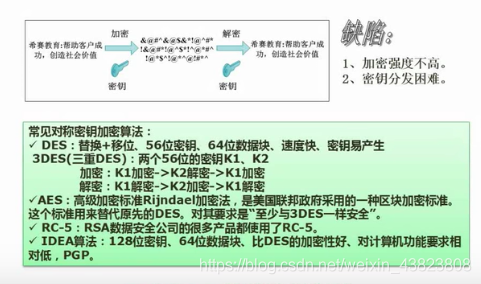 加密
解密
希赛教育:帮助客户成
功，创造社会价值
&@#^&@$&*!@^#*
!&@#*!@^$*!^@*#^
!@*$^!@*^@!#*^
希赛教育:帮助客户成
功，创造社会价值
密钥
密钥
缺陷：
1、加密强度不高。
2、密钥分发困难。
常见对称密钥加密算法：
✓ DES：替换+移位、56位密钥、64位数据块、速度快、密钥易产生
3DES(三重DES)：两个56位的密钥K1、K2
加密：K1加密->K2解密->K1加密
解密：K1解密->K2加密->K1解密
✓AES：高级加密标准Rijndael加密法，是美国联邦政府采用的一种区块加密标准。
这个标准用来替代原先的DES。对其要求是“至少与3DES一样安全”。
✓ RC-5：RSA数据安全公司的很多产品都使用了RC-5。
✓ IDEA算法：128位密钥、64位数据块、比DES的加密性好、对计算机功能要求相
对低，PGP。
https://blog.csdn.net/weixin_43823808